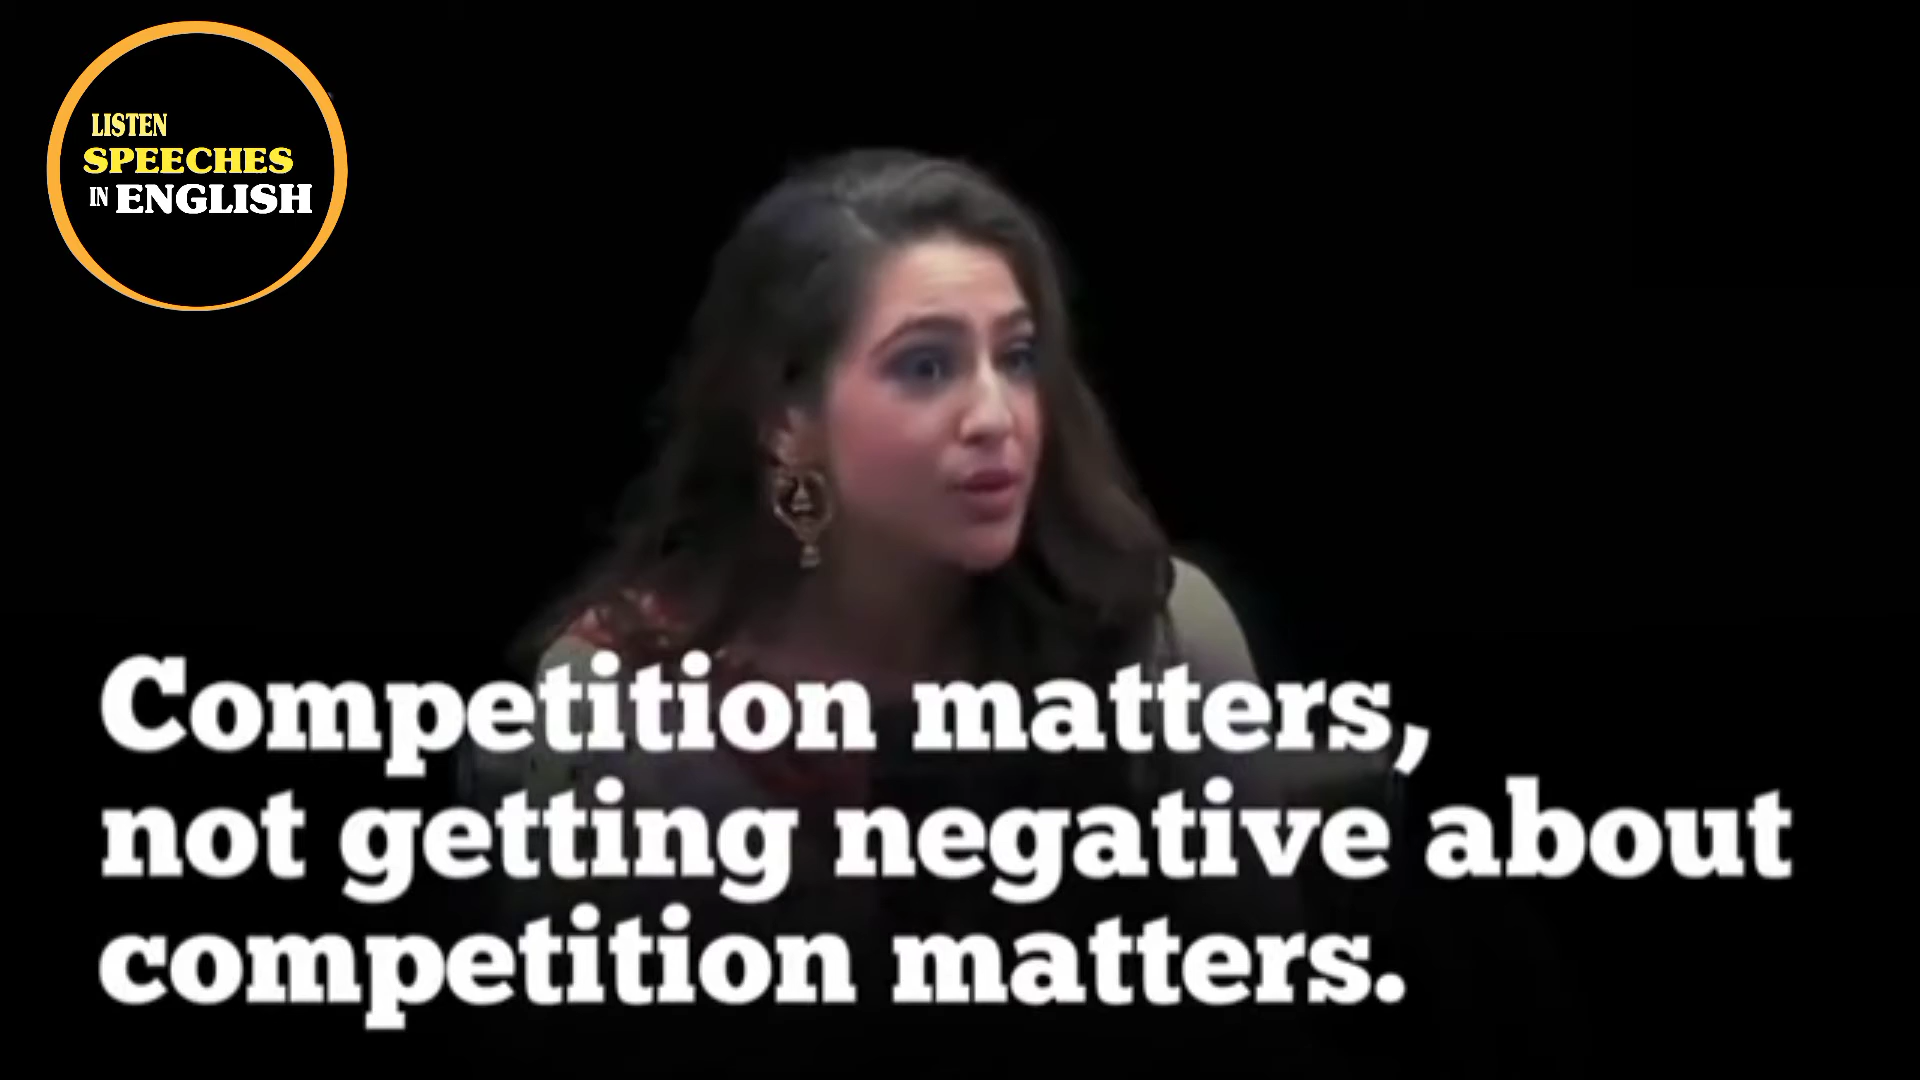 LISTEN
SPEECHES
IN ENGLISH
Competition matters,
not getting negative about
competition matters.